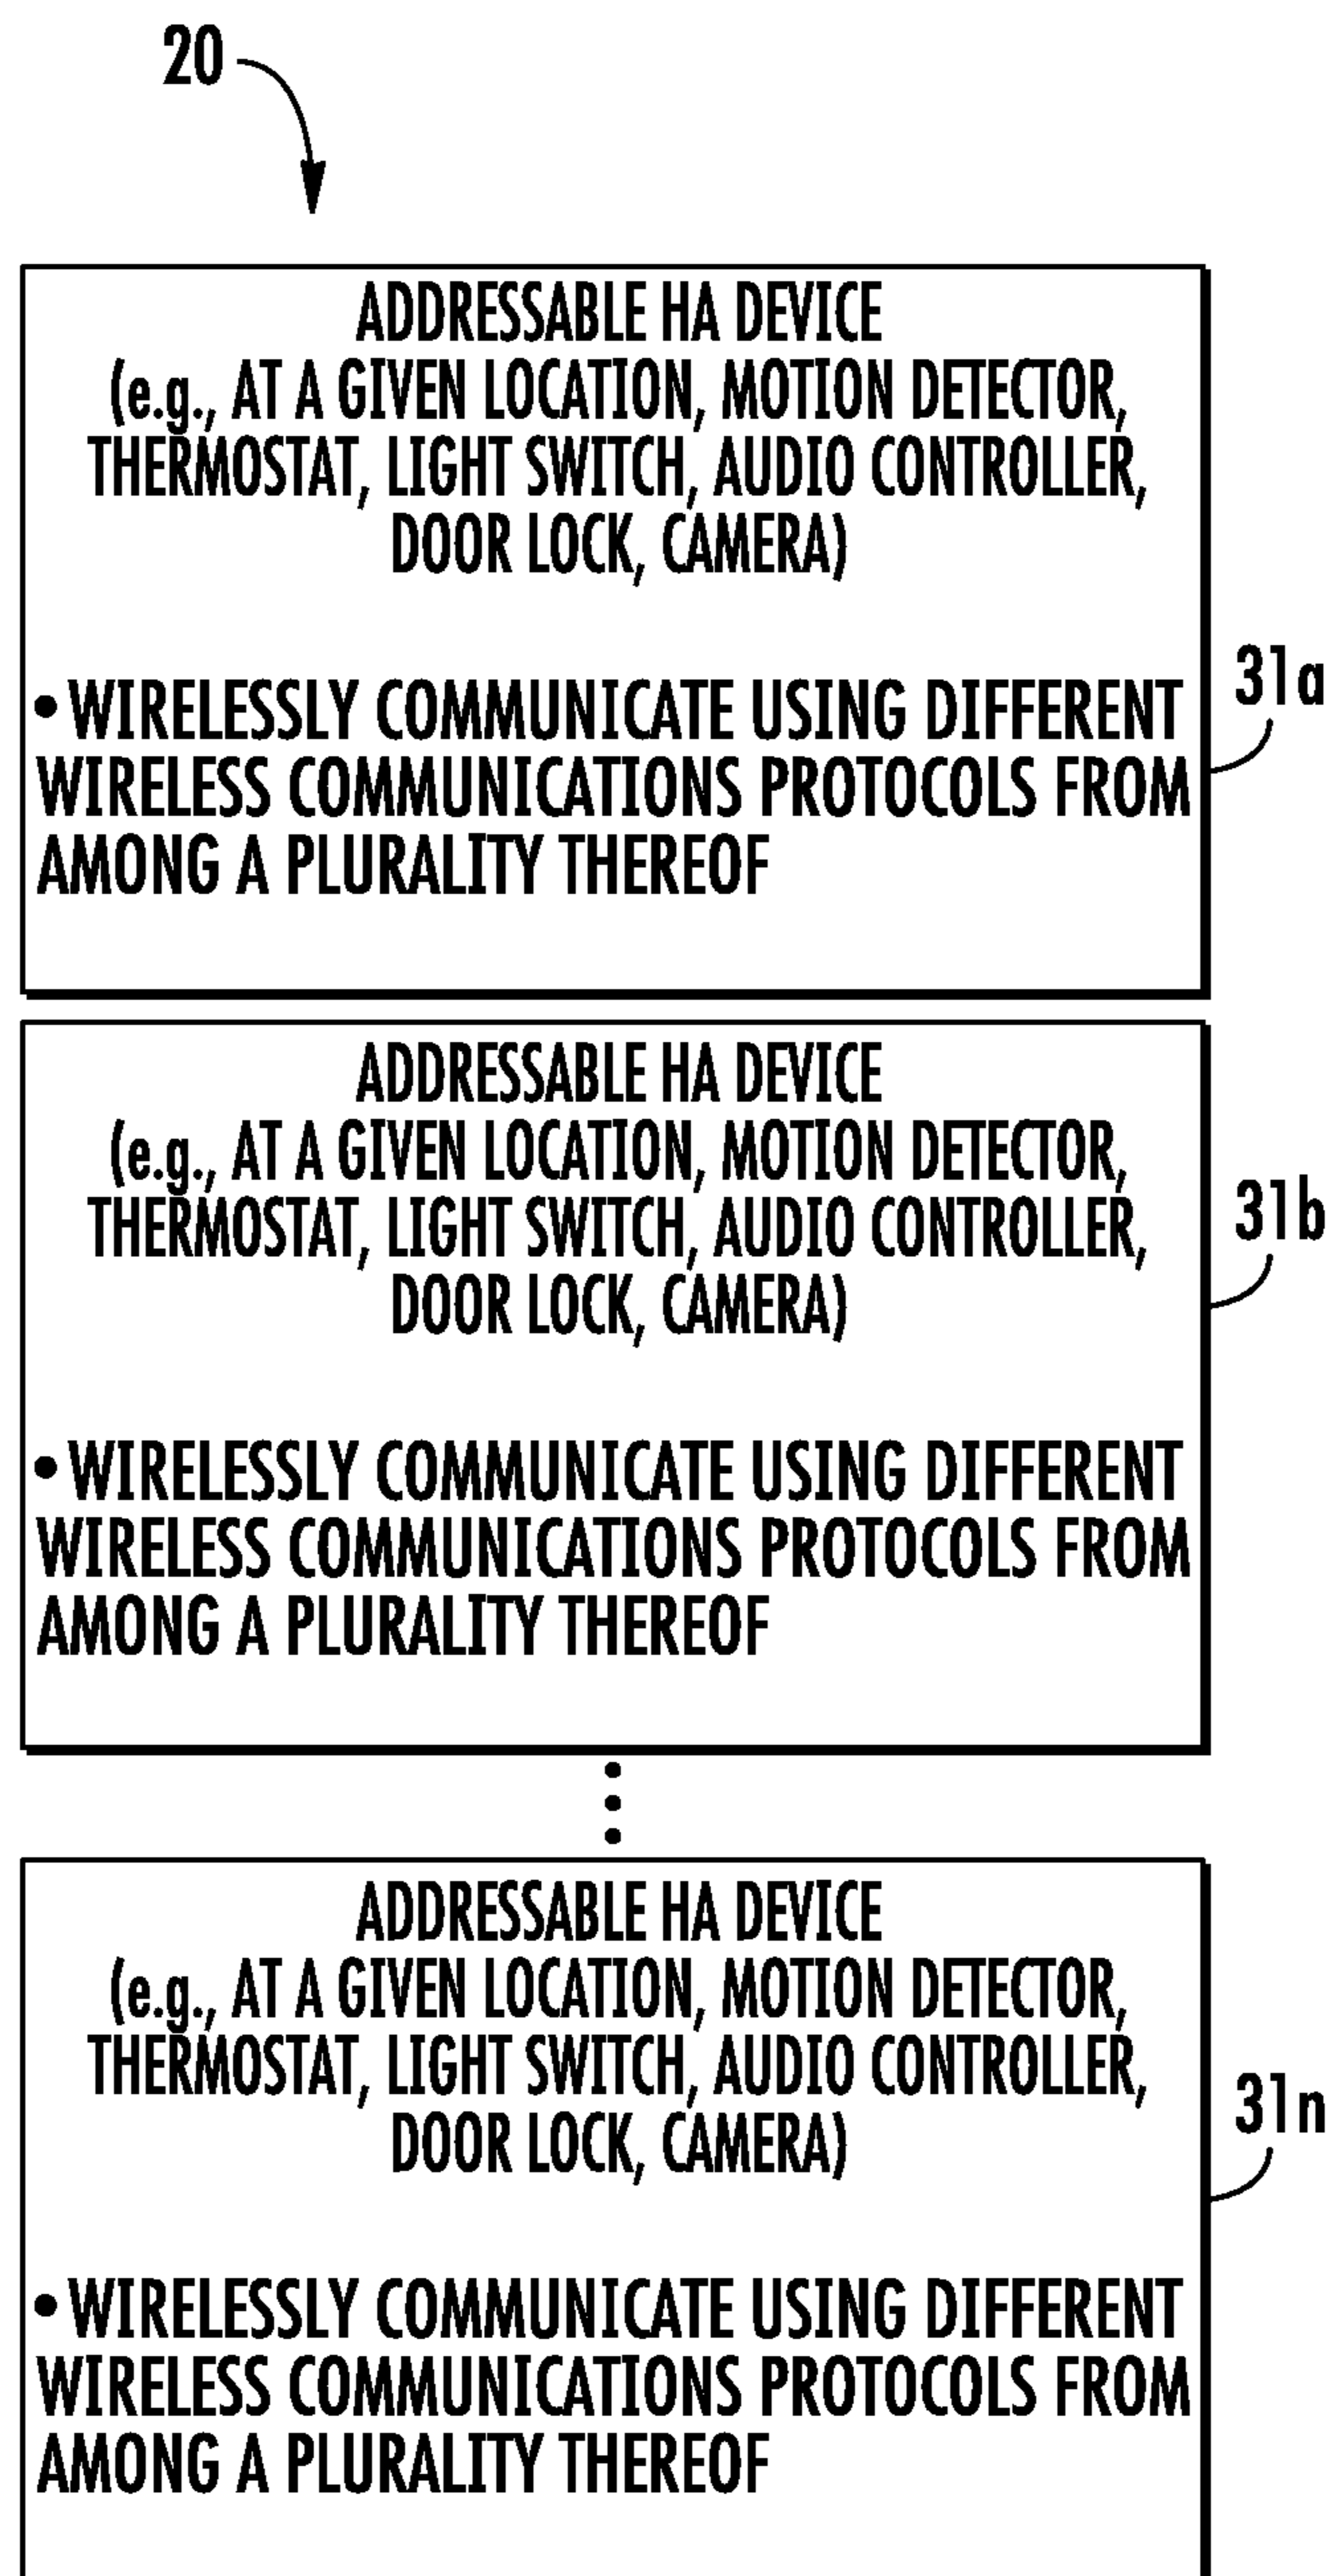 20
ADDRESSABLE HA DEVICE
(e.g., AT A GIVEN LOCATION, MOTION DETECTOR,
THERMOSTAT, LIGHT SWITCH, AUDIO CONTROLLER,
DOOR LOCK, CAMERA)
• WIRELESSLY COMMUNICATE USING DIFFERENT
WIRELESS COMMUNICATIONS PROTOCOLS FROM
AMONG A PLURALITY THEREOF
31a
ADDRESSABLE HA DEVICE
(e.g., AT A GIVEN LOCATION, MOTION DETECTOR,
THERMOSTAT, LIGHT SWITCH, AUDIO CONTROLLER,
DOOR LOCK, CAMERA)
• WIRELESSLY COMMUNICATE USING DIFFERENT
WIRELESS COMMUNICATIONS PROTOCOLS FROM
AMONG A PLURALITY THEREOF
31b
ADDRESSABLE HA DEVICE
(e.g., AT A GIVEN LOCATION, MOTION DETECTOR,
THERMOSTAT, LIGHT SWITCH, AUDIO CONTROLLER,
DOOR LOCK, CAMERA)
• WIRELESSLY COMMUNICATE USING DIFFERENT
WIRELESS COMMUNICATIONS PROTOCOLS FROM
AMONG A PLURALITY THEREOF
31n